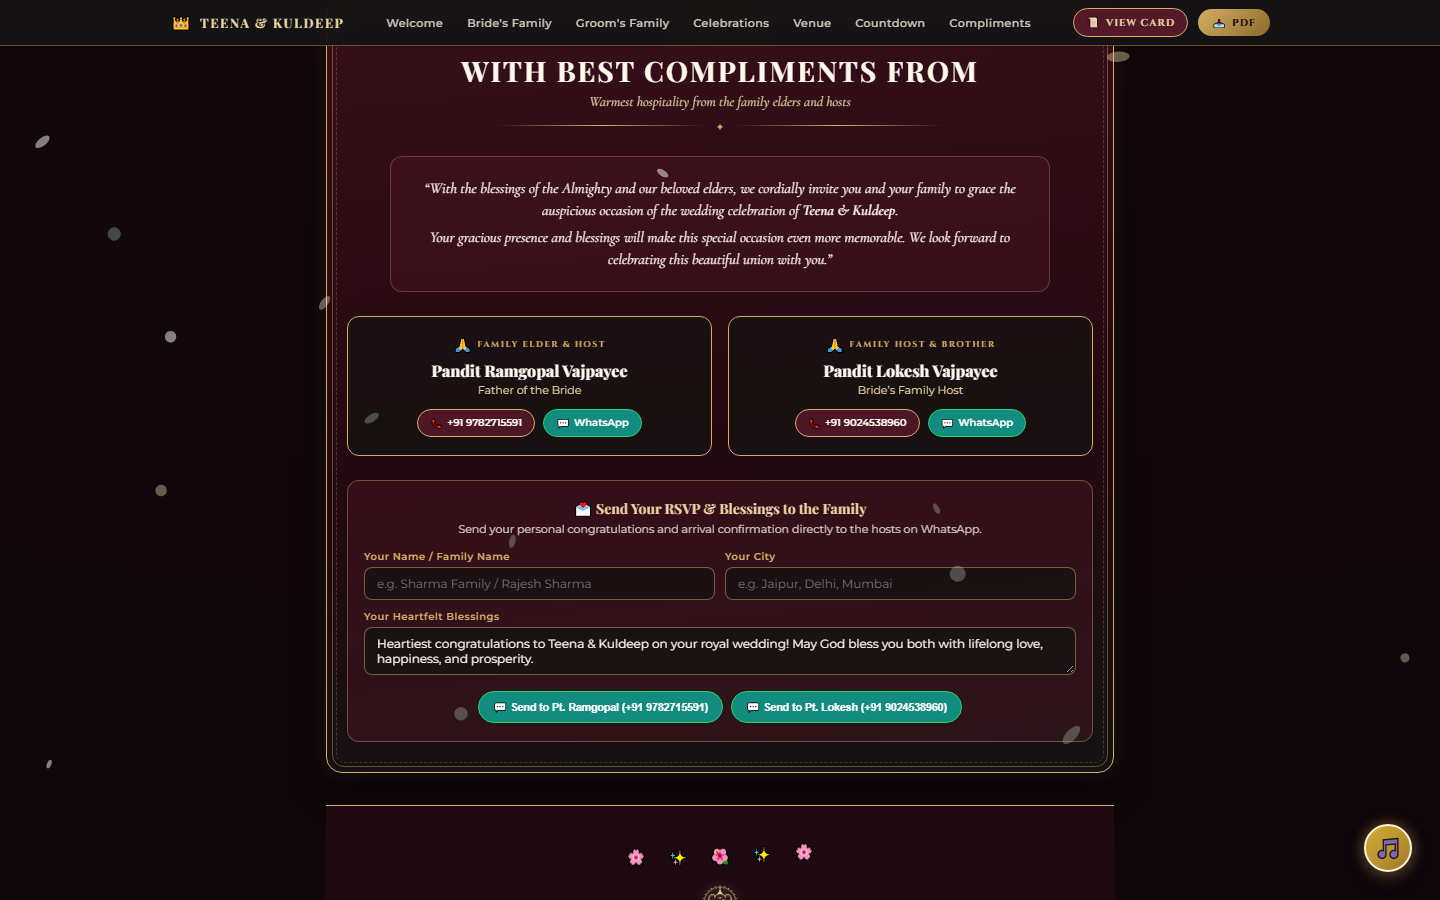 TEENA & KULDEEP
Welcome
Bride's Family
Groom's Family
Celebrations
Venue
Countdown
Compliments
VIEW CARD
PDF
WITH BEST COMPLIMENTS FROM
Warmest hospitality from the family elders and hosts
“With the blessings of the Almighty and our beloved elders, we cordially invite you and your family to grace the
auspicious occasion of the wedding celebration of Teena & Kuldeep.
Your gracious presence and blessings will make this special occasion even more memorable. We look forward to
celebrating this beautiful union with you.”
FAMILY ELDER & HOST
Pandit Ramgopal Vajpayee
Father of the Bride
+91 9782715591
WhatsApp
FAMILY HOST & BROTHER
Pandit Lokesh Vajpayee
Bride's Family Host
+91 9024538960
WhatsApp
Send Your RSVP & Blessings to the Family
Send your personal congratulations and arrival confirmation directly to the hosts on WhatsApp.
Your Name / Family Name
e.g. Sharma Family / Rajesh Sharma
Your City
e.g. Jaipur, Delhi, Mumbai
Your Heartfelt Blessings
Heartiest congratulations to Teena & Kuldeep on your royal wedding! May God bless you both with lifelong love,
happiness, and prosperity.
Send to Pt. Ramgopal (+91 9782715591)
Send to Pt. Lokesh (+91 9024538960)